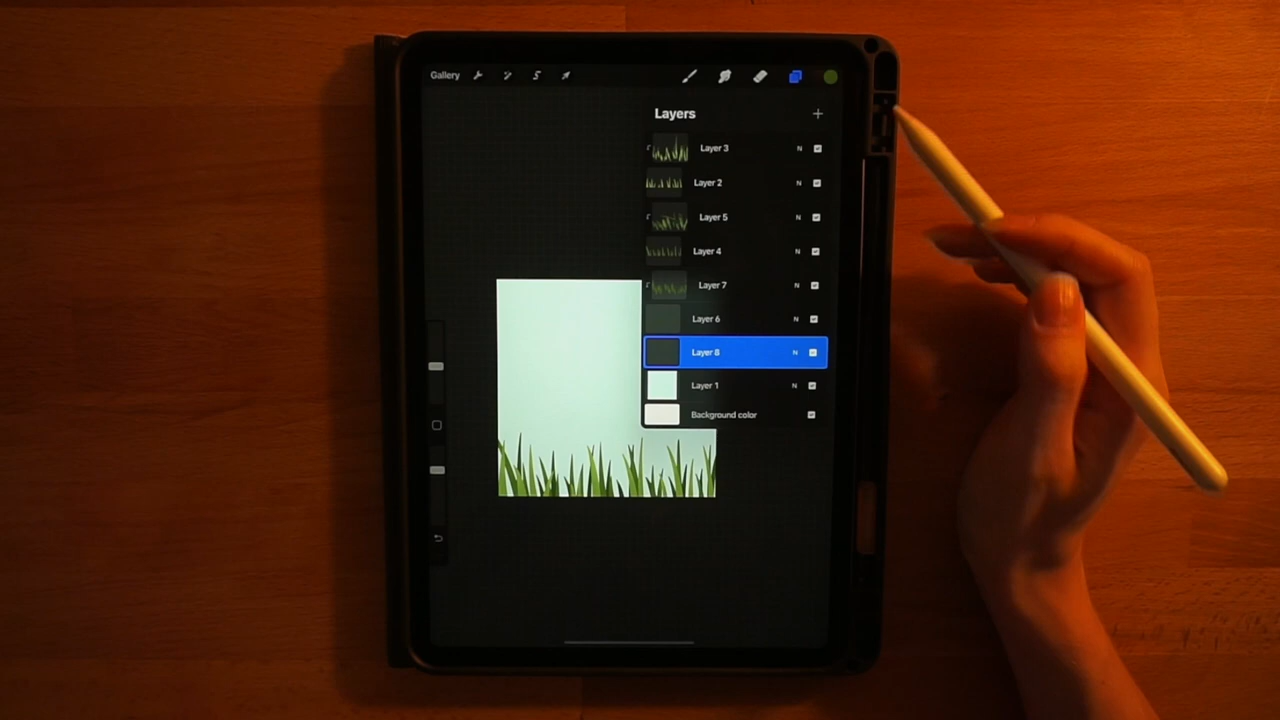 Gallery
Layers
Layer 3 N
Layer 2 N
Layer 5 N
Layer 4 N
Layer 7 N
Layer 6 N
Layer 8 N
Layer 1 N
Background color